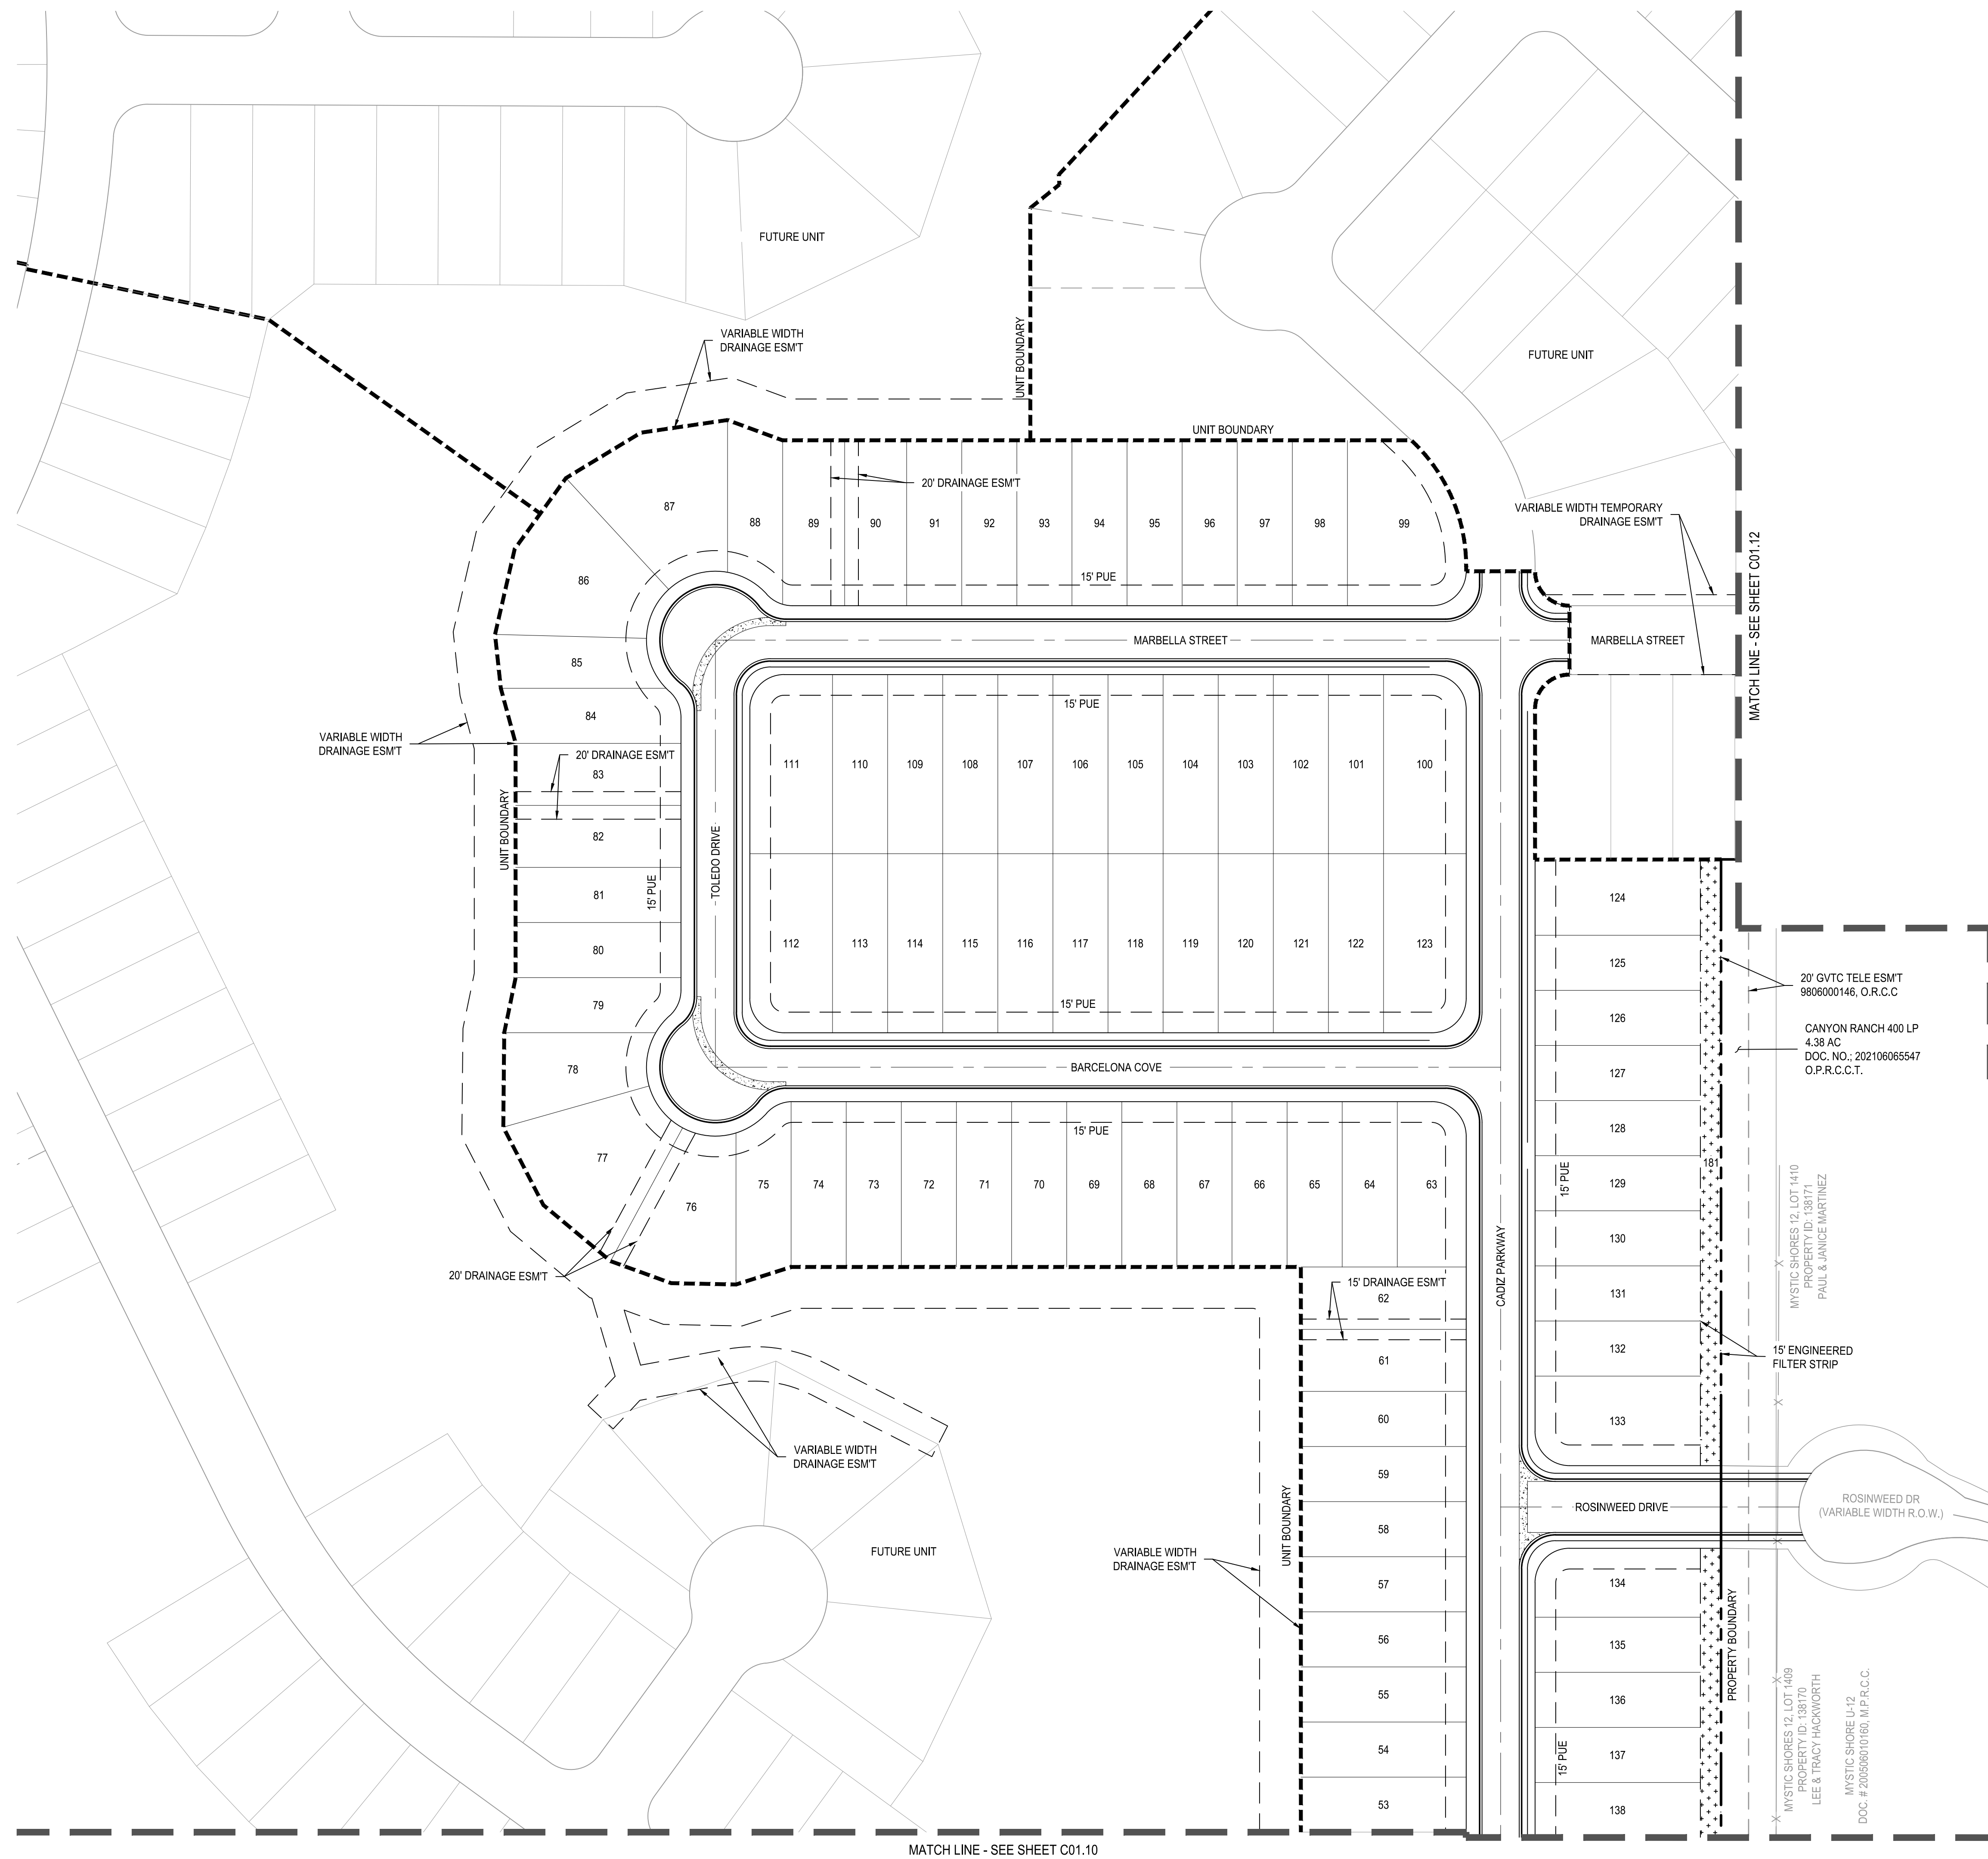 FUTURE UNIT
VARIABLE WIDTH
DRAINAGE ESM'T
UNIT BOUNDARY
FUTURE UNIT
UNIT BOUNDARY
VARIABLE WIDTH TEMPORARY
DRAINAGE ESM'T
MATCH LINE - SEE SHEET C01.12
20' DRAINAGE ESM'T
87
88
89
90
91
92
93
94
95
96
97
98
99
15' PUE
86
85
84
MARBELLA STREET
MARBELLA STREET
15' PUE
VARIABLE WIDTH
DRAINAGE ESM'T
20' DRAINAGE ESM'T
83
82
81
80
79
78
77
76
UNIT BOUNDARY
15' PUE
TOLEDO DRIVE
111
110
109
108
107
106
105
104
103
102
101
100
112
113
114
115
116
117
118
119
120
121
122
123
15' PUE
BARCELONA COVE
15' PUE
75
74
73
72
71
70
69
68
67
66
65
64
63
20' DRAINAGE ESM'T
15' DRAINAGE ESM'T
62
61
60
59
58
57
56
55
54
53
CADIZ PARKWAY
124
125
126
127
128
129
130
131
132
133
15' PUE
181
20' GVTC TELE ESM'T
9806000146, O.R.C.C
CANYON RANCH 400 LP
4.38 AC
DOC. NO.; 202106065547
O.P.R.C.C.T.
MYSTIC SHORES 12, LOT 1410
PROPERTY ID: 138171
PAUL & JANICE MARTINEZ
15' ENGINEERED
FILTER STRIP
ROSINWEED DRIVE
ROSINWEED DR
(VARIABLE WIDTH R.O.W.)
VARIABLE WIDTH
DRAINAGE ESM'T
FUTURE UNIT
VARIABLE WIDTH
DRAINAGE ESM'T
UNIT BOUNDARY
134
135
136
137
138
15' PUE
PROPERTY BOUNDARY
MYSTIC SHORES 12, LOT 1409
PROPERTY ID: 138170
LEE & TRACY HACKWORTH
MYSTIC SHORE U-12
DOC. # 200506010160, M.P.R.C.C.
MATCH LINE - SEE SHEET C01.10